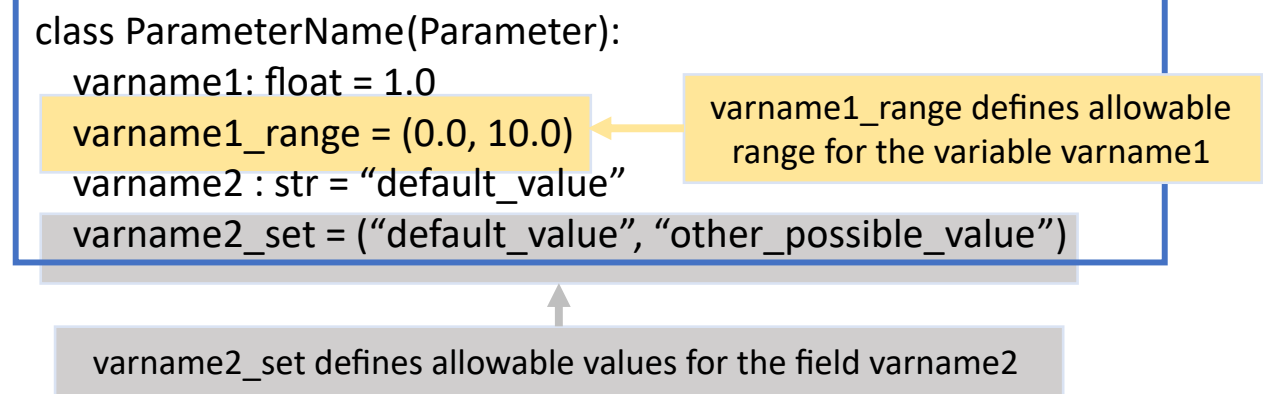 class ParameterName(Parameter):
varname1: float = 1.0
varname1_range = (0.0, 10.0)
varname1_range defines allowable
range for the variable varname1
varname2 : str = “default_value”
varname2_set = (“default_value”, “other_possible_value”)
varname2_set defines allowable values for the field varname2